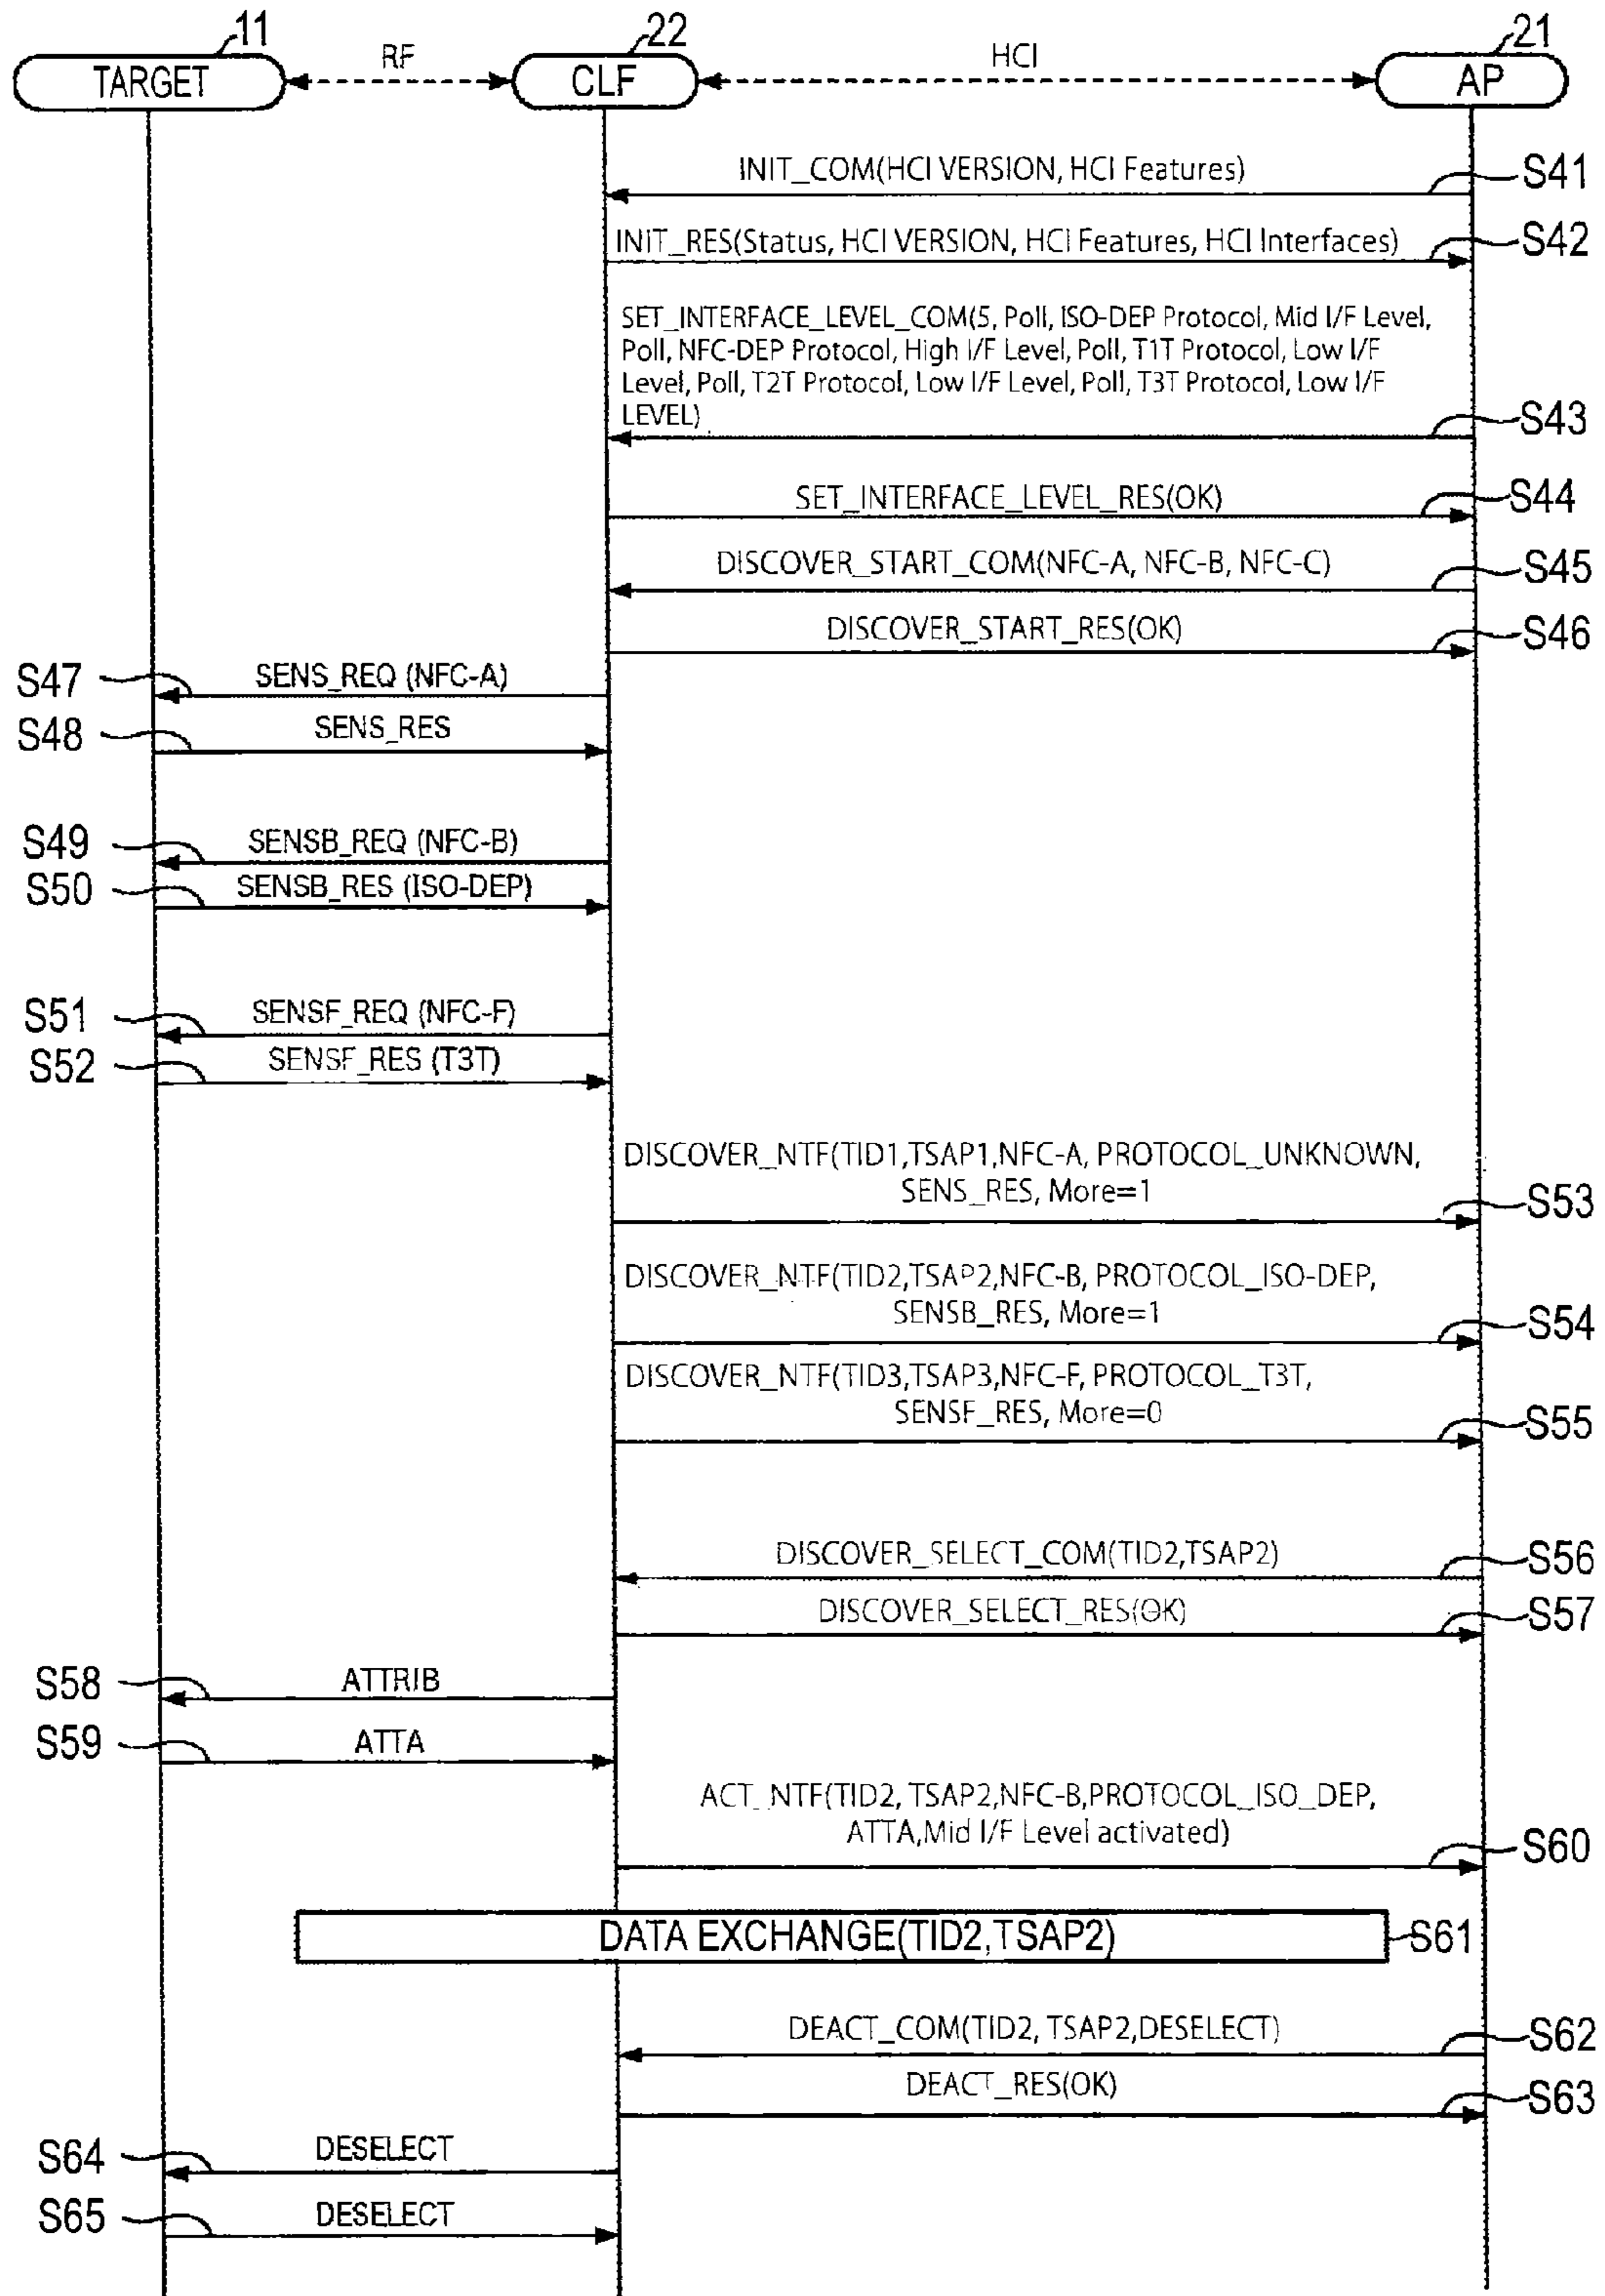 11
22
21
TARGET
RF
CLF
HCI
AP
INIT_COM(HCI VERSION, HCI Features)
S41
INIT_RES(Status, HCI VERSION, HCI Features, HCI Interfaces)
S42
SET_INTERFACE_LEVEL_COM(5, Poll, ISO-DEP Protocol, Mid I/F Level,
Poll, NFC-DEP Protocol, High I/F Level, Poll, T1T Protocol, Low I/F
Level, Poll, T2T Protocol, Low I/F Level, Poll, T3T Protocol, Low I/F
LEVEL)
S43
SET_INTERFACE_LEVEL_RES(OK)
S44
DISCOVER_START_COM(NFC-A, NFC-B, NFC-C)
S45
DISCOVER_START_RES(OK)
S46
S47
SENS_REQ (NFC-A)
S48
SENS_RES
S49
SENSB_REQ (NFC-B)
S50
SENSB_RES (ISO-DEP)
S51
SENSF_REQ (NFC-F)
S52
SENSF_RES (T3T)
DISCOVER_NTF(TID1,TSAP1,NFC-A, PROTOCOL_UNKNOWN,
SENS_RES, More=1
S53
DISCOVER_NTF(TID2,TSAP2,NFC-B, PROTOCOL_ISO-DEP,
SENSB_RES, More=1
S54
DISCOVER_NTF(TID3,TSAP3,NFC-F, PROTOCOL_T3T,
SENSF_RES, More=0
S55
DISCOVER_SELECT_COM(TID2,TSAP2)
S56
DISCOVER_SELECT_RES(OK)
S57
S58
ATTRIB
S59
ATTA
ACT_NTF(TID2, TSAP2,NFC-B,PROTOCOL_ISO_DEP,
ATTA,Mid I/F Level activated)
S60
DATA EXCHANGE(TID2,TSAP2)
S61
DEACT_COM(TID2, TSAP2,DESELECT)
S62
DEACT_RES(OK)
S63
S64
DESELECT
S65
DESELECT